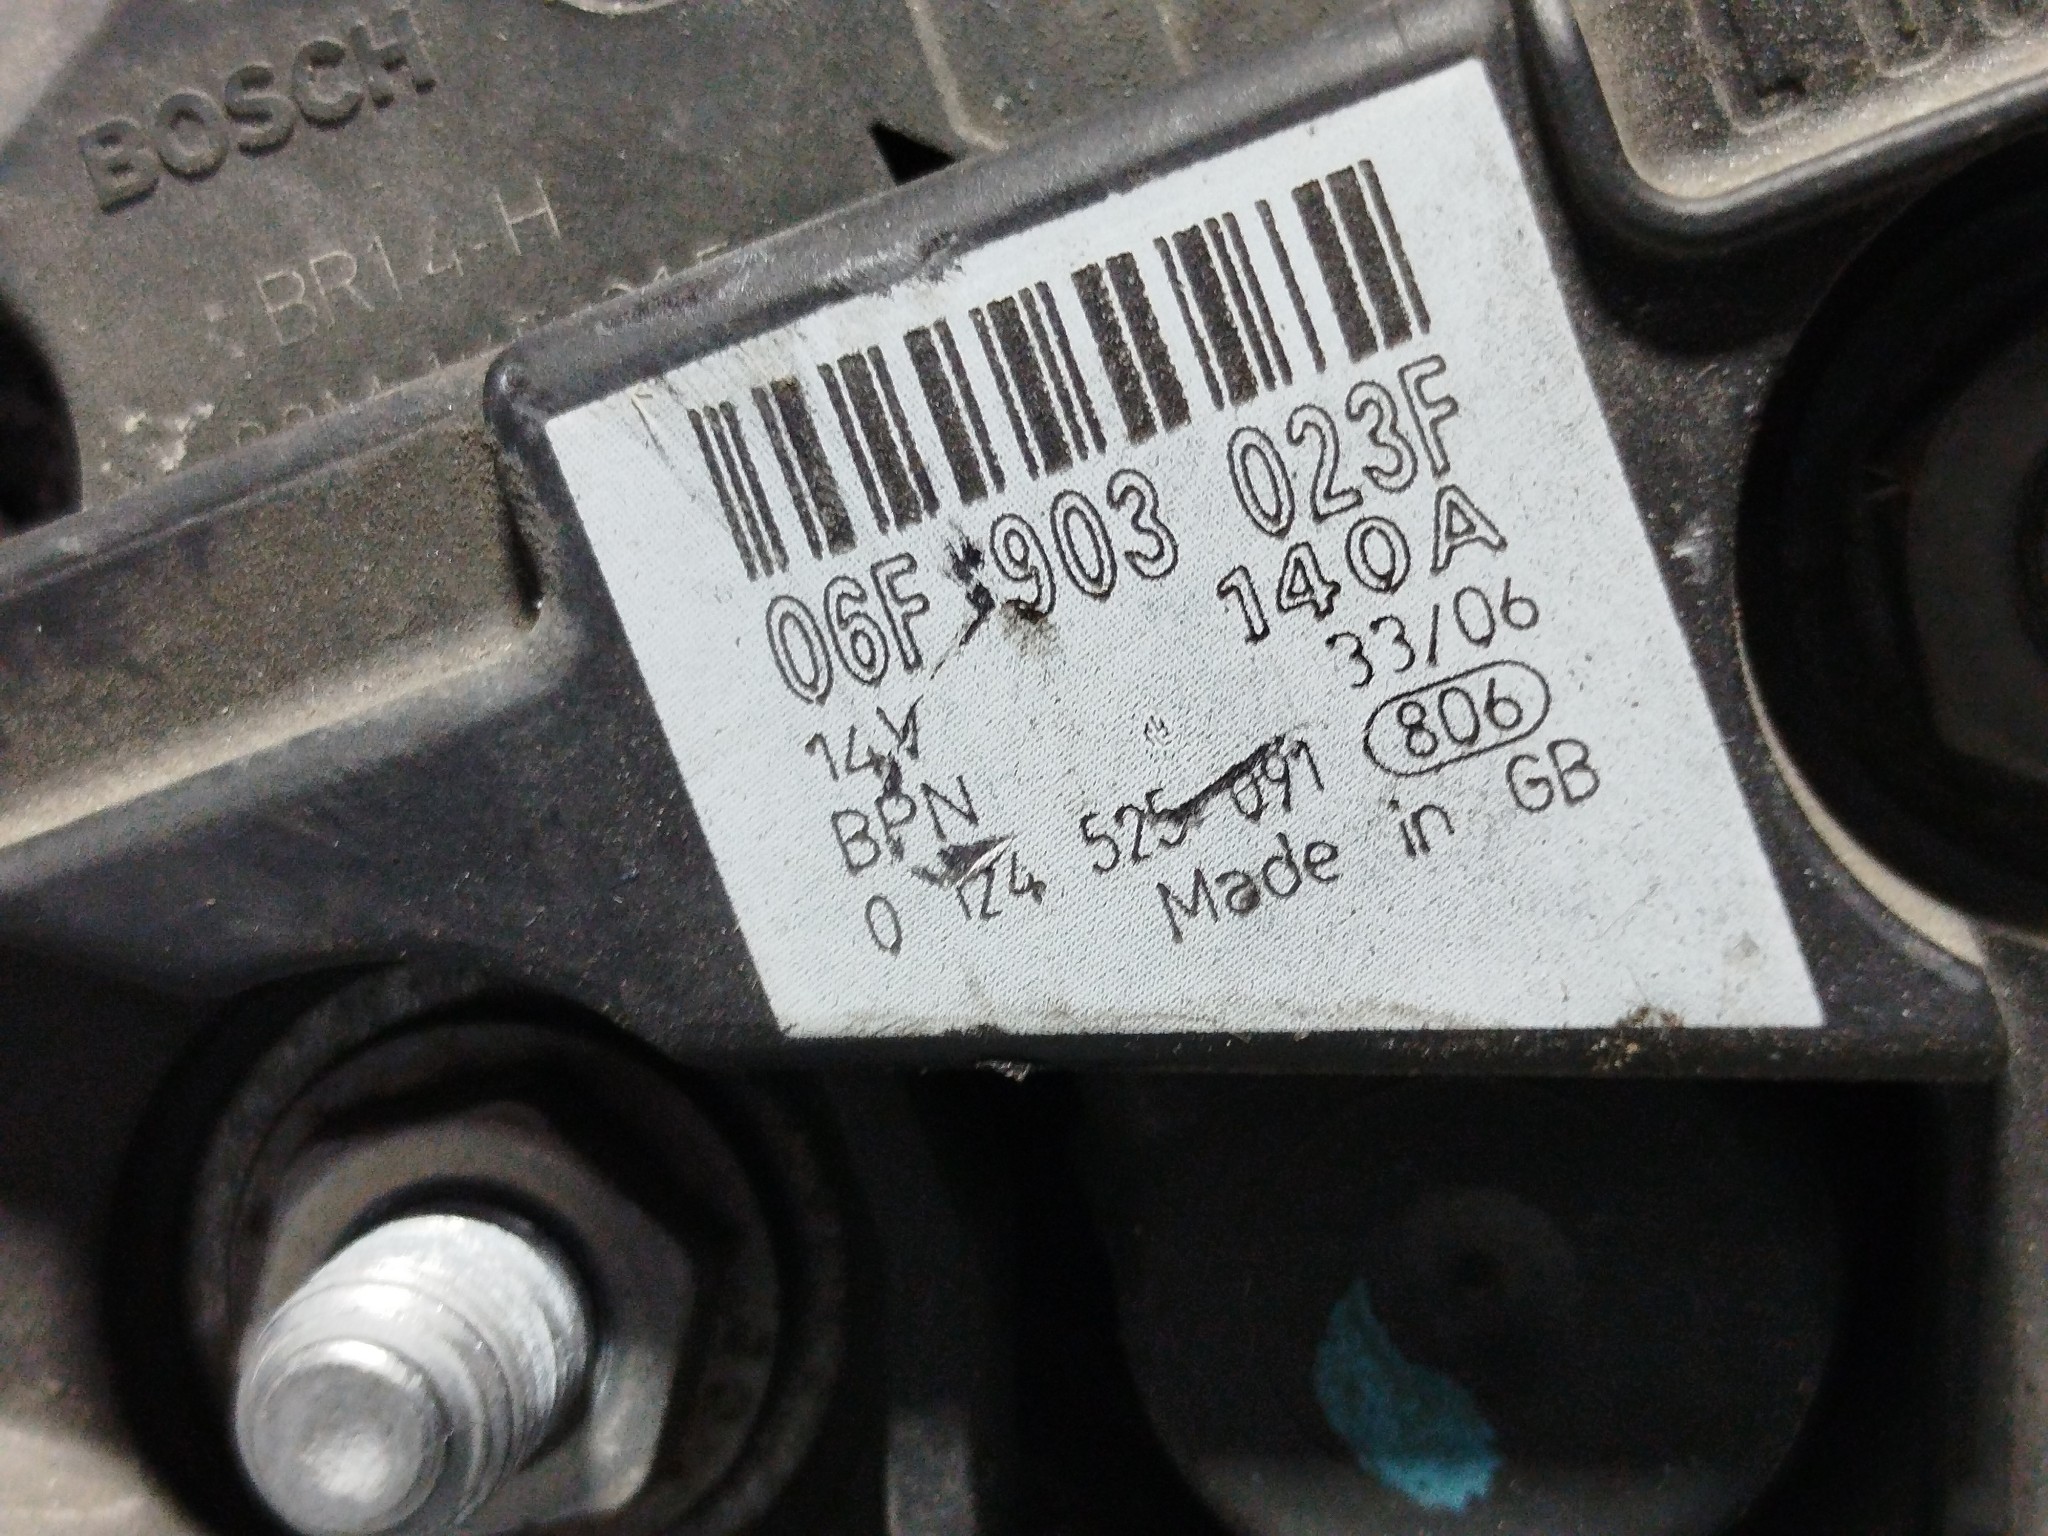 BOSCH
BR14-H
06F 903 023F
14V 140A
BPN 33/06
0 124 525 091 806
Made in GB